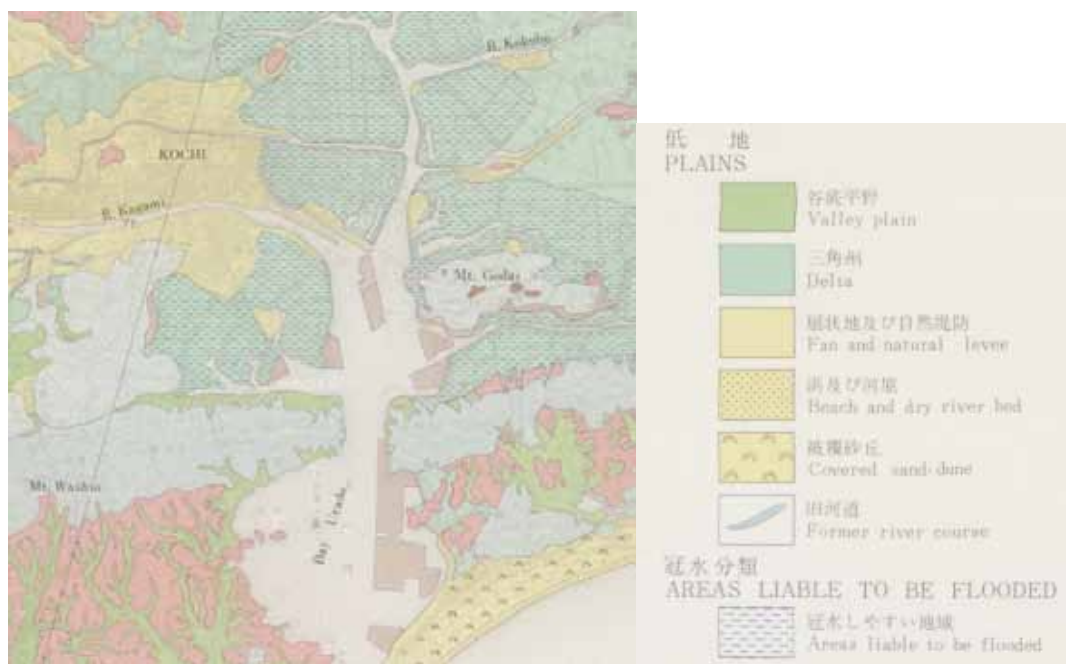 R. Kokubu
KOCHI
R. Kagami
Mt. Godai
Mt. Washio
Bay Urado
低地
PLAINS
谷底平野
Valley plain
三角州
Delta
扇状地及び自然堤防
Fan and natural levee
浜及び河原
Beach and dry river bed
被覆砂丘
Covered sand-dune
旧河道
Former river course
冠水分類
AREAS LIABLE TO BE FLOODED
冠水しやすい地域
Areas liable to be flooded